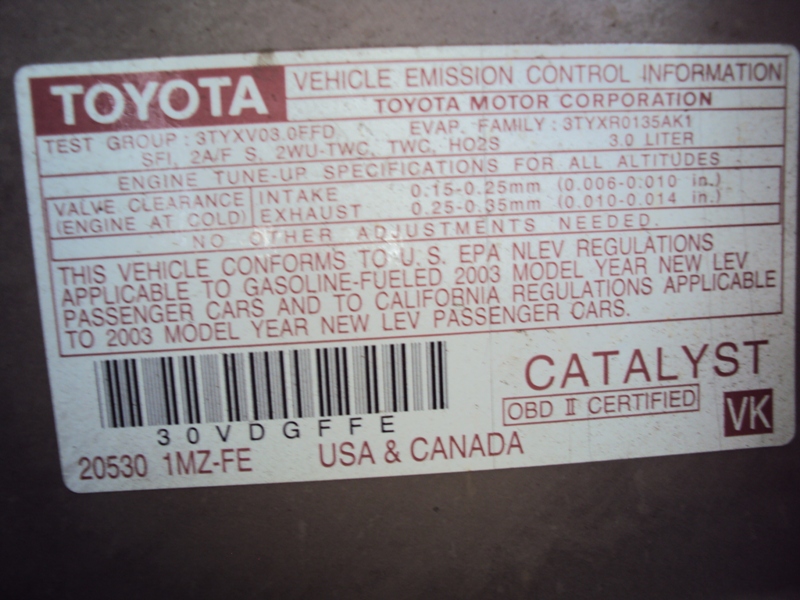 TOYOTA VEHICLE EMISSION CONTROL INFORMATION
TOYOTA MOTOR CORPORATION
TEST GROUP : 3TYXV03.0FFD EVAP. FAMILY : 3TYXR0135AK1
SFI, 2A/F S, 2WU-TWC, TWC, HO2S 3.0 LITER
ENGINE TUNE-UP SPECIFICATIONS FOR ALL ALTITUDES
VALVE CLEARANCE INTAKE 0.15-0.25mm (0.006-0.010 in.)
(ENGINE AT COLD) EXHAUST 0.25-0.35mm (0.010-0.014 in.)
NO OTHER ADJUSTMENTS NEEDED.
THIS VEHICLE CONFORMS TO U.S. EPA NLEV REGULATIONS
APPLICABLE TO GASOLINE-FUELED 2003 MODEL YEAR NEW LEV
PASSENGER CARS AND TO CALIFORNIA REGULATIONS APPLICABLE
TO 2003 MODEL YEAR NEW LEV PASSENGER CARS.
CATALYST
OBD II CERTIFIED
VK
30VDGFFE
20530 1MZ-FE USA & CANADA